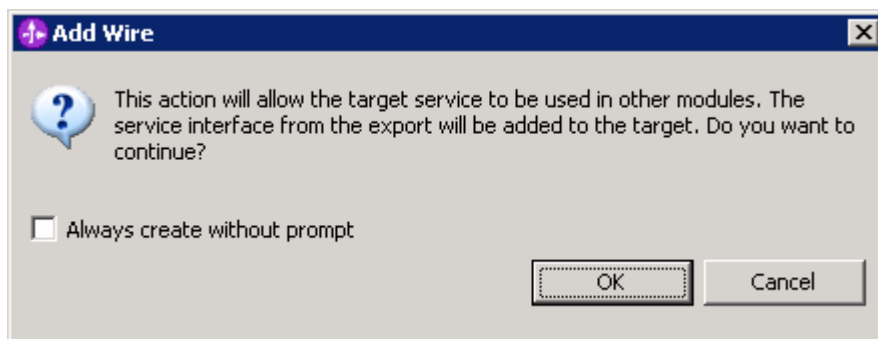 Add Wire
This action will allow the target service to be used in other modules. The
service interface from the export will be added to the target. Do you want to
continue?
Always create without prompt
OK
Cancel